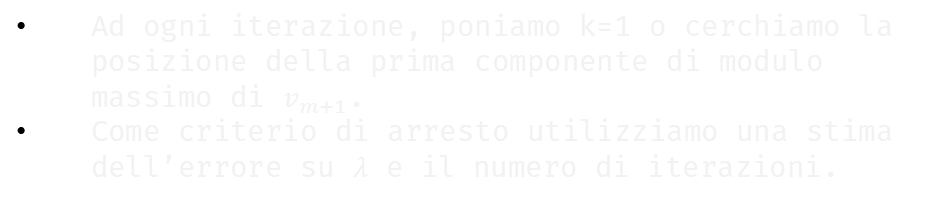 • Ad ogni iterazione, poniamo k=1 o cerchiamo la
posizione della prima componente di modulo
massimo di 𝑣ₘ₊₁.
• Come criterio di arresto utilizziamo una stima
dell’errore su 𝜆 e il numero di iterazioni.